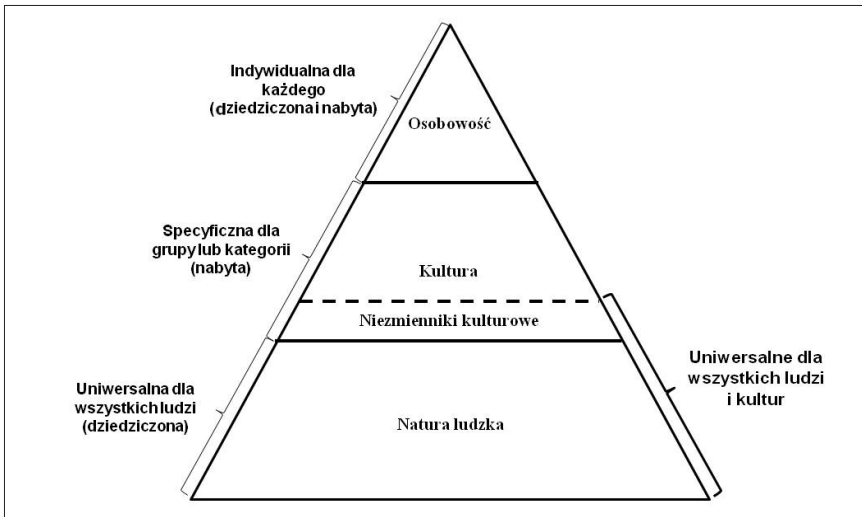 Indywidualna dla
każdego
(dziedziczona i nabyta)
Osobowość
Specyficzna dla
grupy lub kategorii
(nabyta)
Kultura
Niezmienniki kulturowe
Uniwersalne dla
wszystkich ludzi
i kultur
Uniwersalna dla
wszystkich ludzi
(dziedziczona)
Natura ludzka